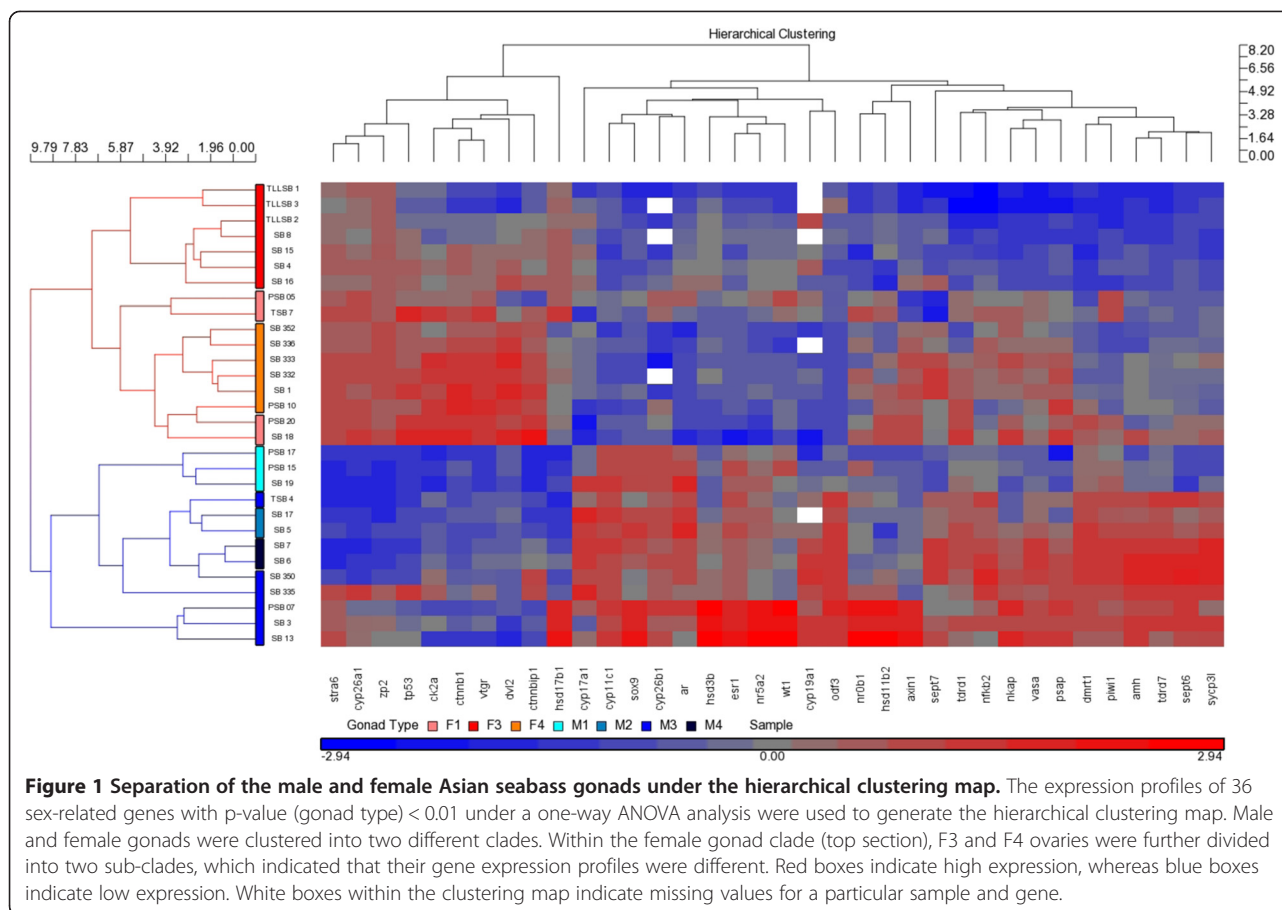 Hierarchical Clustering
8.20
6.56
4.92
3.28
1.64
0.00
9.79 7.83 5.87 3.92 1.96 0.00
TLLSB 1
TLLSB 3
TLLSB 2
SB 8
SB 15
SB 4
SB 16
PSB 05
TSB 7
SB 352
SB 336
SB 333
SB 332
SB 1
PSB 10
PSB 20
SB 18
PSB 17
PSB 15
SB 19
TSB 4
SB 17
SB 5
SB 7
SB 6
SB 350
SB 335
PSB 07
SB 3
SB 13
stra6
cyp26a1
zp2
tp53
ck2a
ctnnb1
vtgr
dvl2
ctnnbip1
hsd17b1
cyp17a1
cyp11c1
sox9
cyp26b1
ar
hsd3b
esr1
nr5a2
wt1
cyp19a1
odf3
nr0b1
hsd11b2
axin1
sept7
tdrd1
nfkb2
nkap
vasa
psap
dmrt1
piwi1
amh
tdrd7
sept6
sycp3l
Gonad Type F1 F3 F4 M1 M2 M3 M4 Sample
-2.94 0.00 2.94
Figure 1 Separation of the male and female Asian seabass gonads under the hierarchical clustering map. The expression profiles of 36
sex-related genes with p-value (gonad type) < 0.01 under a one-way ANOVA analysis were used to generate the hierarchical clustering map. Male
and female gonads were clustered into two different clades. Within the female gonad clade (top section), F3 and F4 ovaries were further divided
into two sub-clades, which indicated that their gene expression profiles were different. Red boxes indicate high expression, whereas blue boxes
indicate low expression. White boxes within the clustering map indicate missing values for a particular sample and gene.